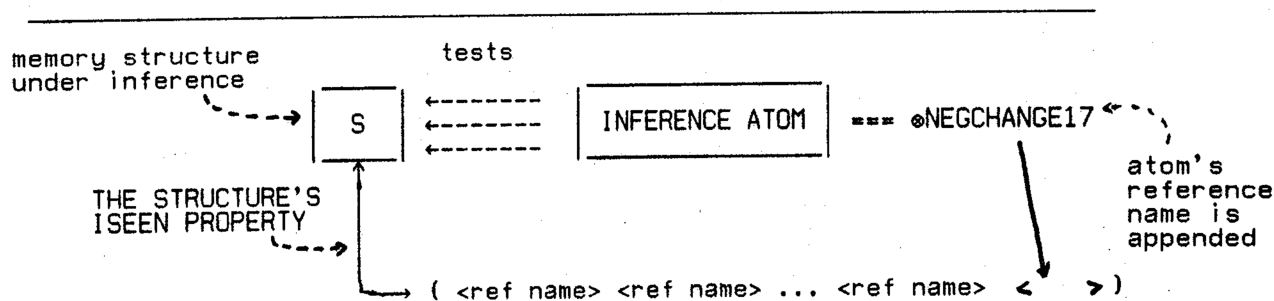 memory structure
under inference
tests
S
INFERENCE ATOM
=== ⊗NEGCHANGE17
atom's
reference
name is
appended
THE STRUCTURE'S
ISEEN PROPERTY
( <ref name> <ref name> ... <ref name> < > )